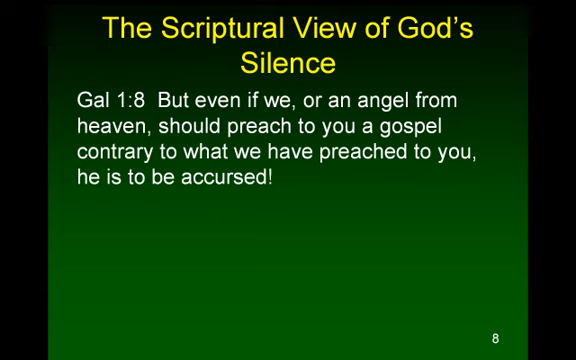 The Scriptural View of God’s
Silence
Gal 1:8  But even if we, or an angel from
heaven, should preach to you a gospel
contrary to what we have preached to you,
he is to be accursed!
8